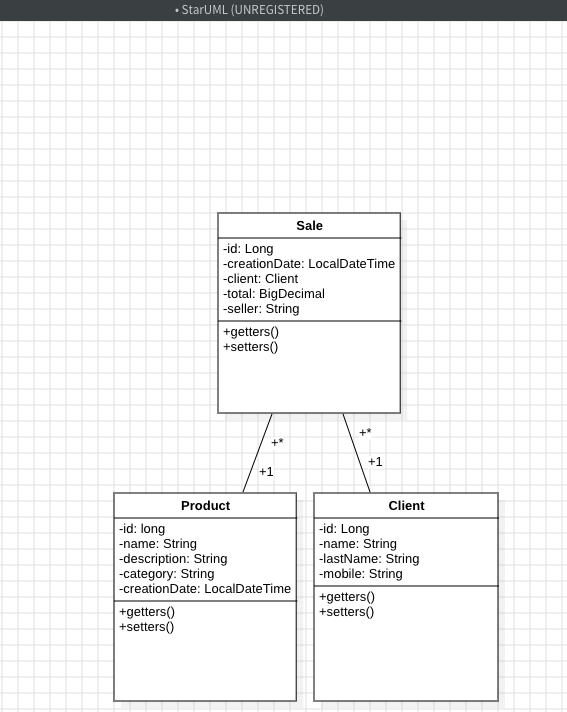 • StarUML (UNREGISTERED)
Sale
-id: Long
-creationDate: LocalDateTime
-client: Client
-total: BigDecimal
-seller: String
+getters()
+setters()
+*
+*
+1
+1
Product
-id: long
-name: String
-description: String
-category: String
-creationDate: LocalDateTime
+getters()
+setters()
Client
-id: Long
-name: String
-lastName: String
-mobile: String
+getters()
+setters()